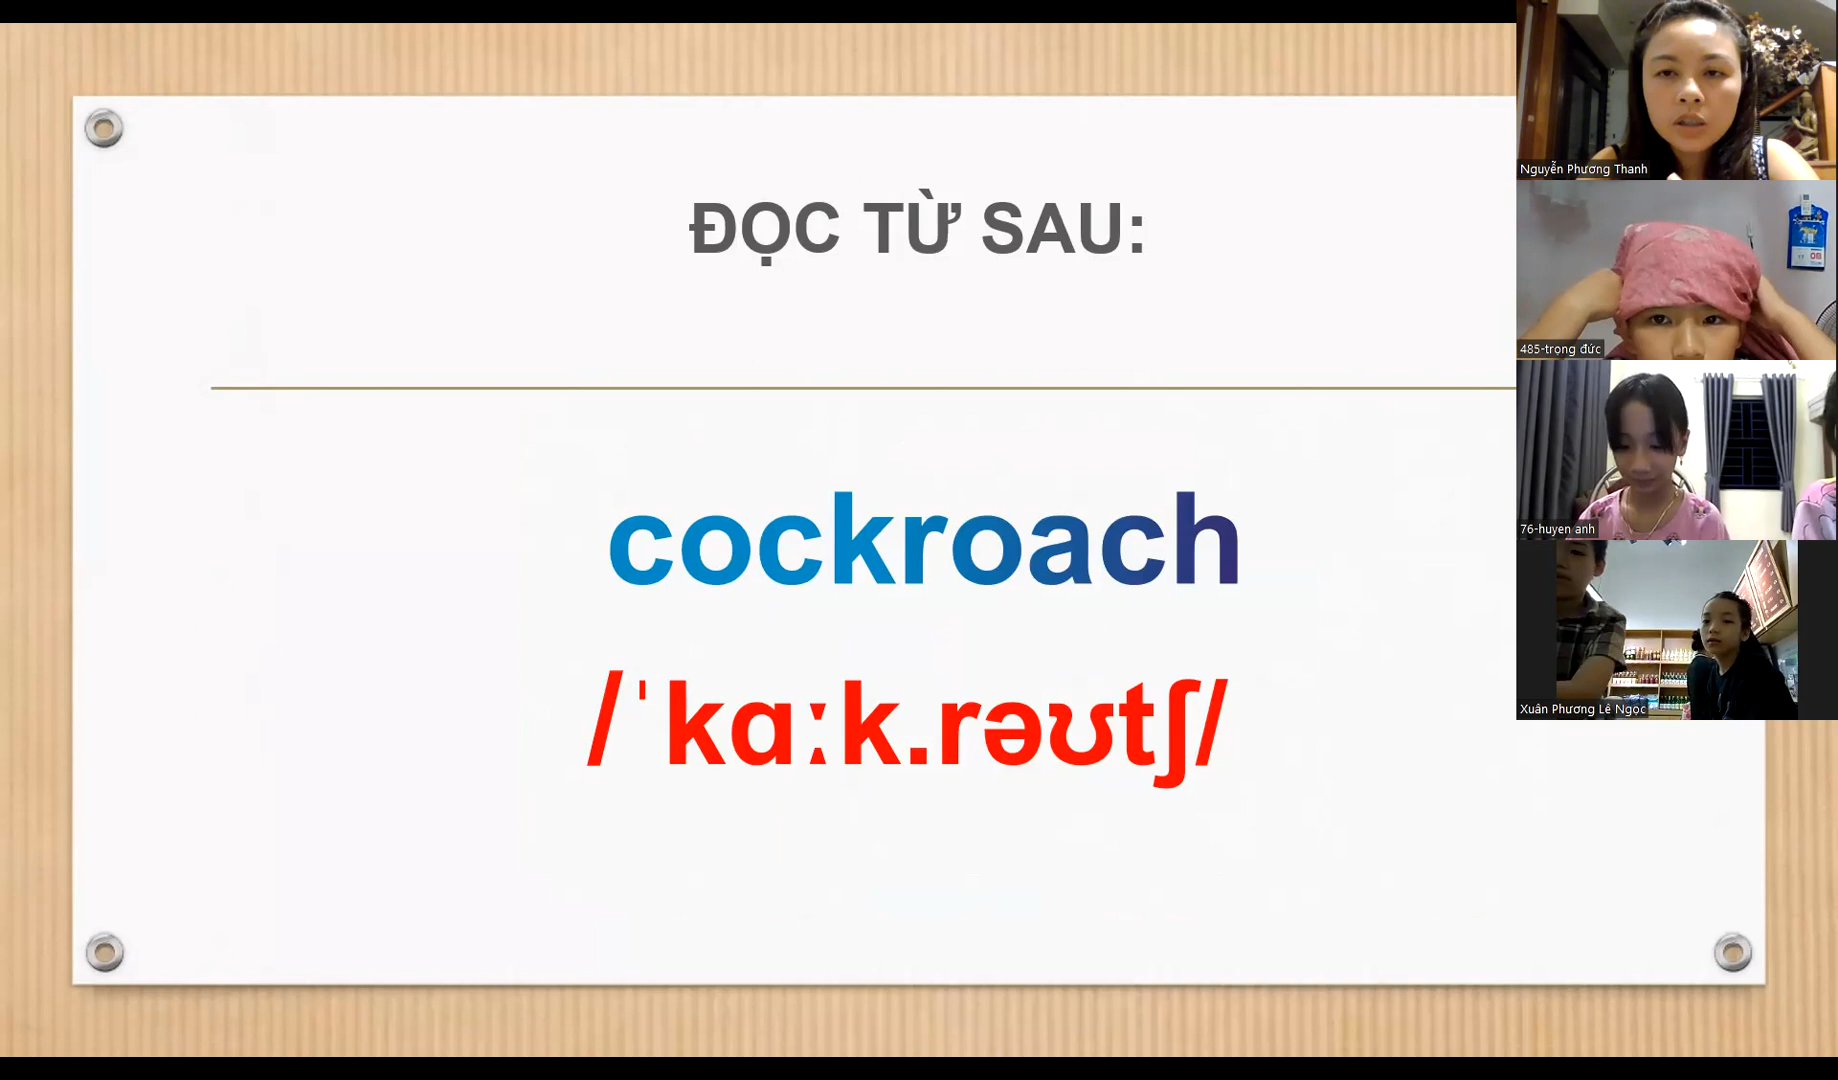 ĐỌC TỪ SAU:
cockroach
/ˈkɑːk.rəʊtʃ/
Nguyễn Phương Thanh
485-trọng đức
76-huyen anh
Xuân Phương Lê Ngọc